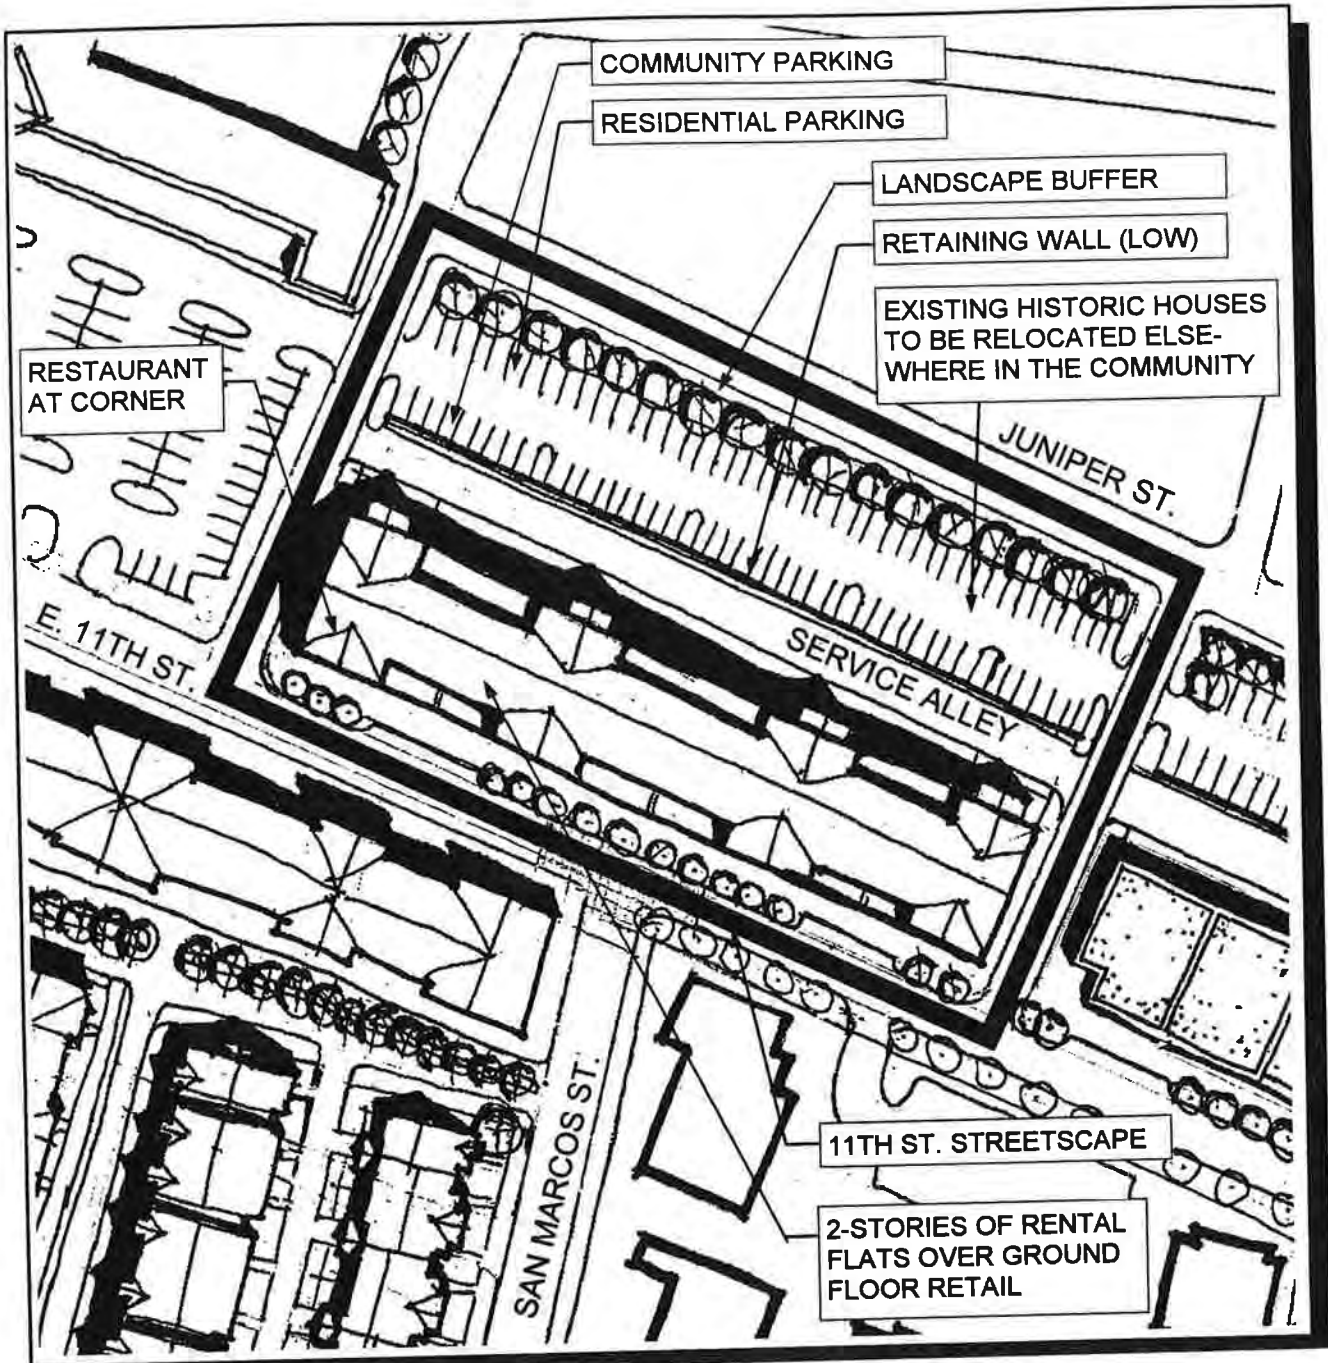 COMMUNITY PARKING
RESIDENTIAL PARKING
LANDSCAPE BUFFER
RETAINING WALL (LOW)
EXISTING HISTORIC HOUSES
TO BE RELOCATED ELSE-
WHERE IN THE COMMUNITY
RESTAURANT
AT CORNER
JUNIPER ST.
SERVICE ALLEY
E. 11TH ST.
SAN MARCOS ST.
11TH ST. STREETSCAPE
2-STORIES OF RENTAL
FLATS OVER GROUND
FLOOR RETAIL